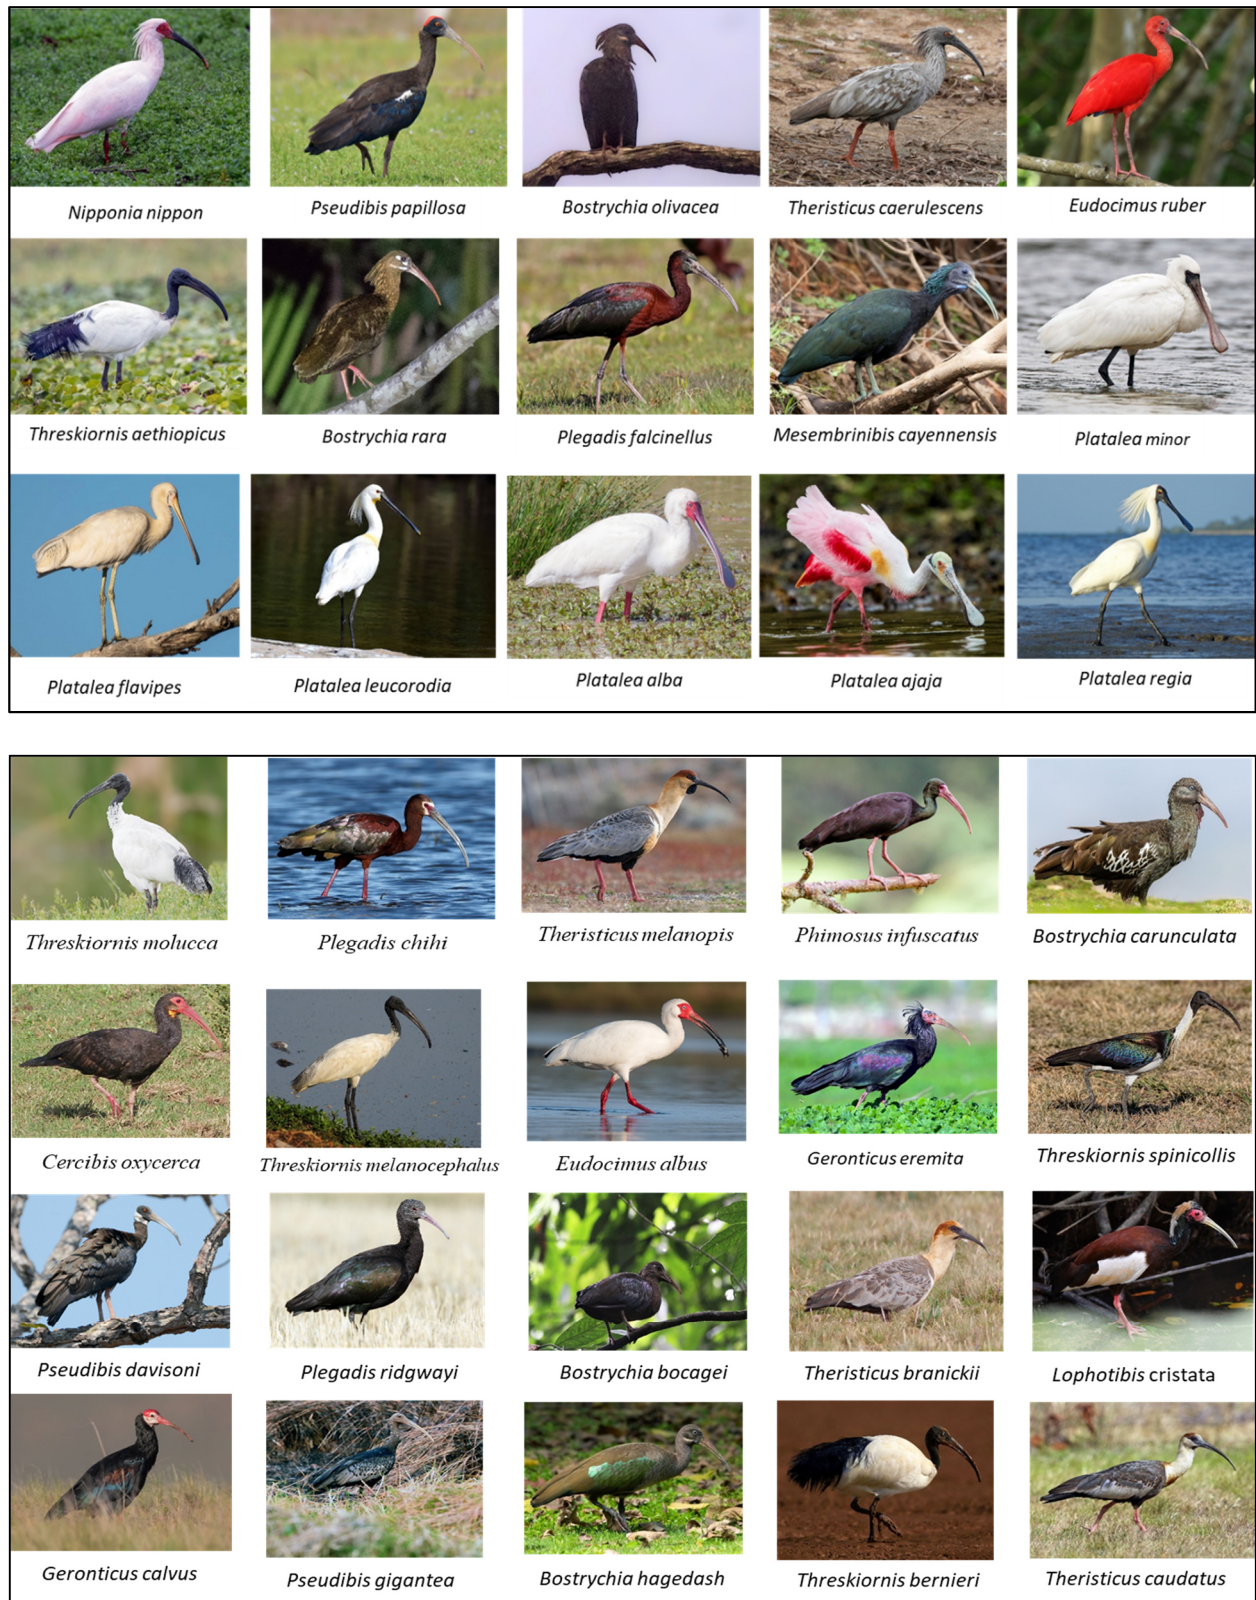 Nipponia nippon
Pseudibis papillosa
Bostrychia olivacea
Theristicus caerulescens
Eudocimus ruber
Threskiornis aethiopicus
Bostrychia rara
Plegadis falcinellus
Mesembrinibis cayennensis
Platalea minor
Platalea flavipes
Platalea leucorodia
Platalea alba
Platalea ajaja
Platalea regia
Threskiornis molucca
Plegadis chihi
Theristicus melanopis
Phimosus infuscatus
Bostrychia carunculata
Cercibis oxycerca
Threskiornis melanocephalus
Eudocimus albus
Geronticus eremita
Threskiornis spinicollis
Pseudibis davisoni
Plegadis ridgwayi
Bostrychia bocagei
Theristicus branickii
Lophotibis cristata
Geronticus calvus
Pseudibis gigantea
Bostrychia hagedash
Threskiornis bernieri
Theristicus caudatus